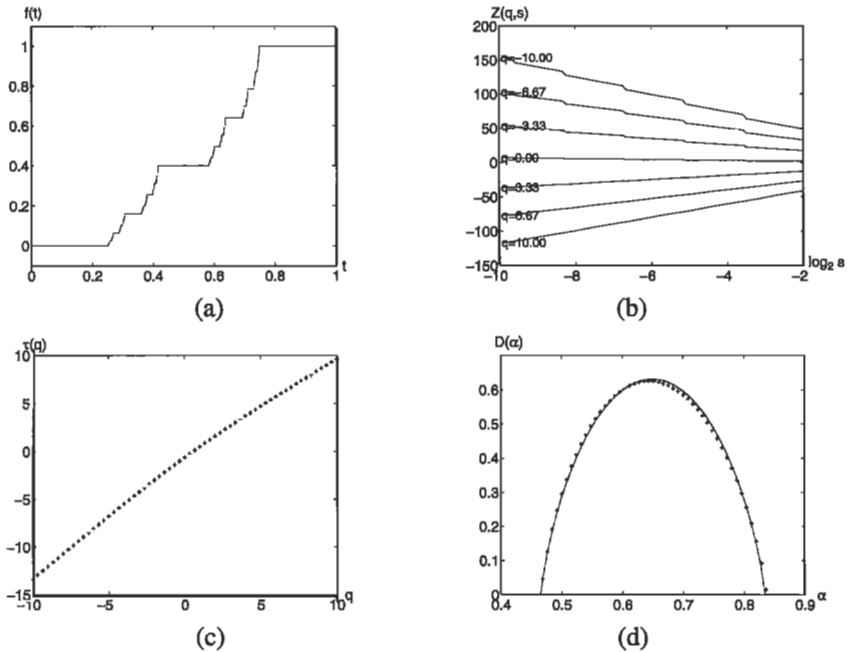 f(t)
1
0.8
0.6
0.4
0.2
0
0 0.2 0.4 0.6 0.8 1
t
(a)
Z(q,s)
200
150
100
50
0
−50
−100
−150
q=−10.00
q=−6.67
q=−3.33
q=0.00
q=3.33
q=6.67
q=10.00
−10 −8 −6 −4 −2
log₂ s
(b)
τ(q)
10
5
0
−5
−10
−15
−10 −5 0 5 10
q
(c)
D(α)
0.6
0.5
0.4
0.3
0.2
0.1
0
0.4 0.5 0.6 0.7 0.8 0.9
α
(d)